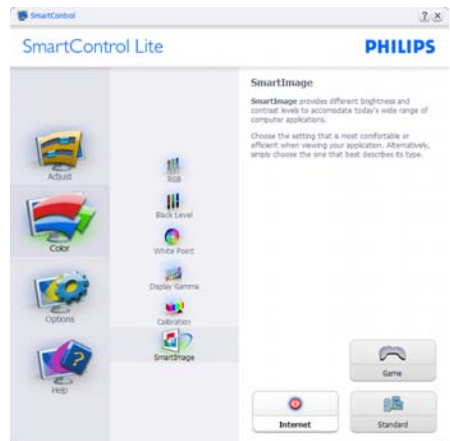 SmartControl
SmartControl Lite
PHILIPS
Adjust
Color
Options
Help
RGB
Black Level
White Point
Display Gamma
Calibration
SmartImage
SmartImage
SmartImage provides different brightness and
contrast levels to accomodate today's wide range of
computer applications.
Choose the setting that is most comfortable or
efficient when viewing your application. Alternatively,
simply choose the one that best describes its type.
Game
Internet
Standard